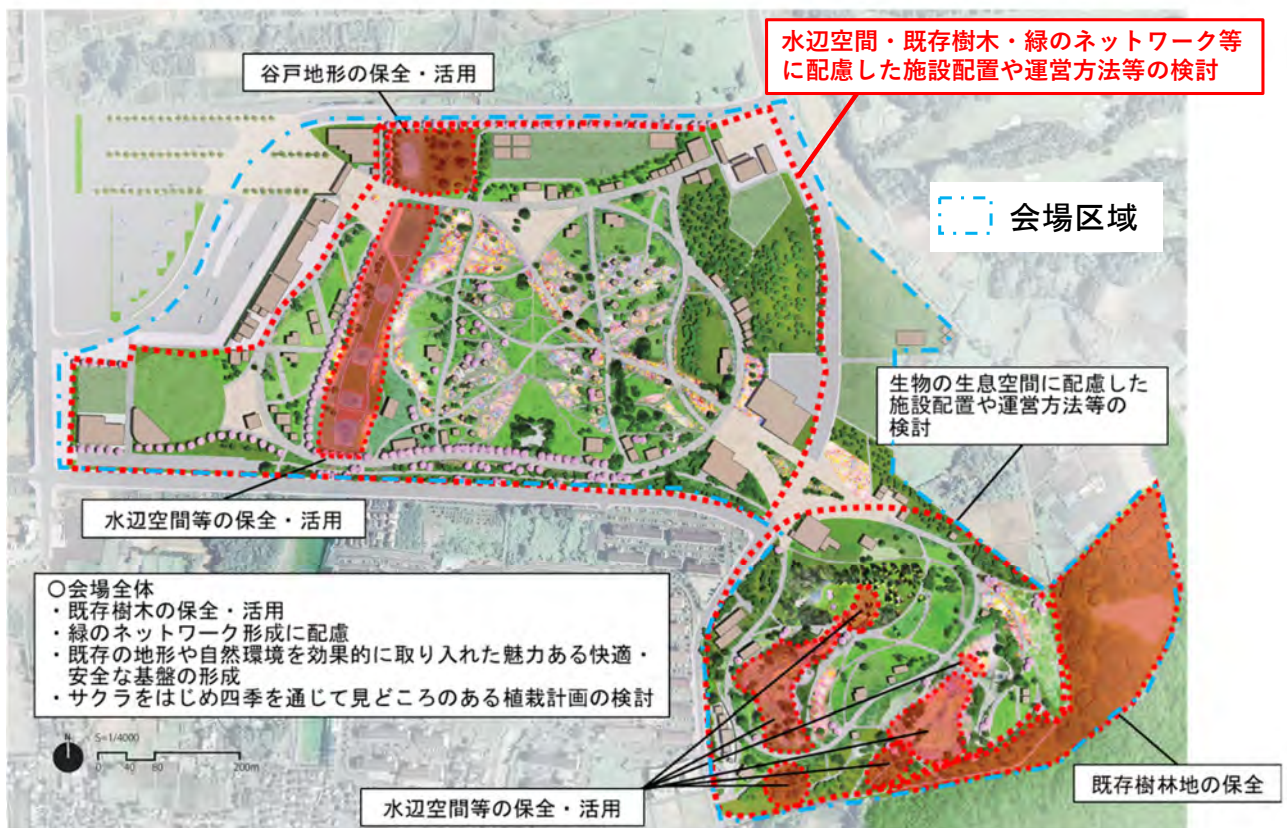 水辺空間・既存樹木・緑のネットワーク等
に配慮した施設配置や運営方法等の検討
谷戸地形の保全・活用
会場区域
生物の生息空間に配慮した
施設配置や運営方法等の
検討
水辺空間等の保全・活用
○会場全体
・既存樹木の保全・活用
・緑のネットワーク形成に配慮
・既存の地形や自然環境を効果的に取り入れた魅力ある快適・
安全な基盤の形成
・サクラをはじめ四季を通じて見どころのある植栽計画の検討
N
S=1/4000
0 40 80 200m
水辺空間等の保全・活用
既存樹林地の保全